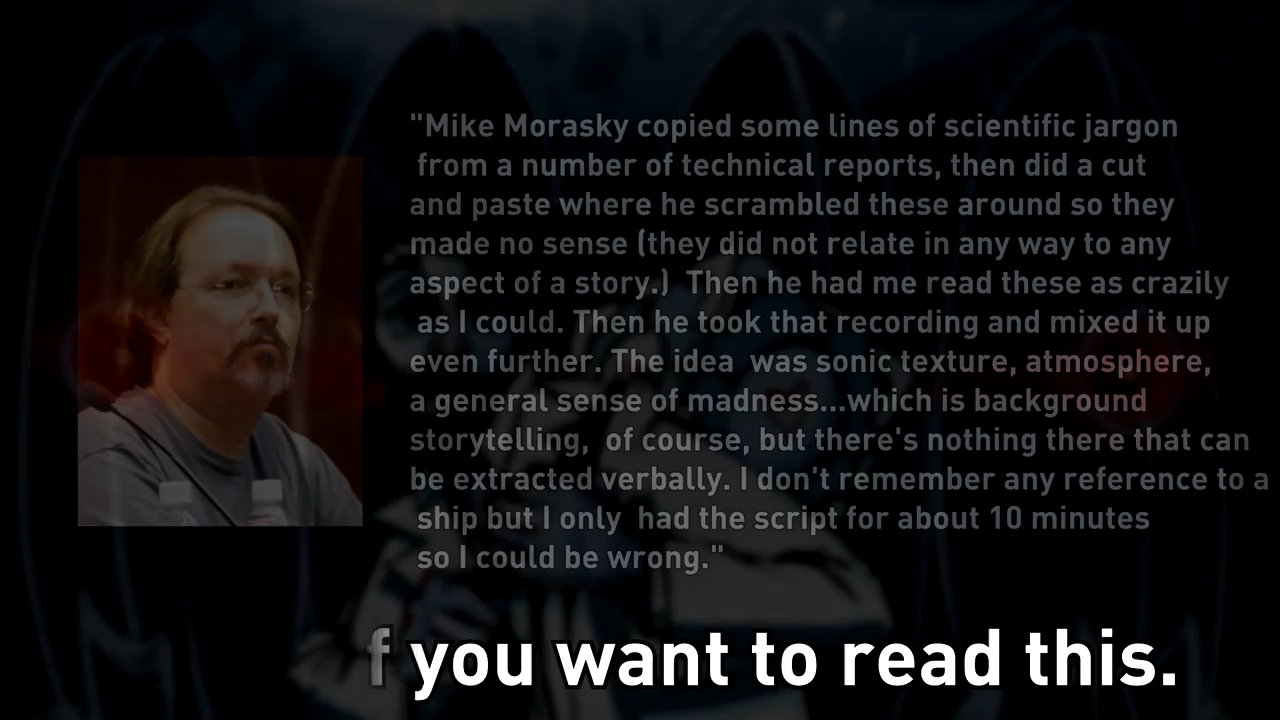 "Mike Morasky copied some lines of scientific jargon
from a number of technical reports, then did a cut
and paste where he scrambled these around so they
made no sense (they did not relate in any way to any
aspect of a story.)  Then he had me read these as crazily
as I could. Then he took that recording and mixed it up
even further. The idea  was sonic texture, atmosphere,
a general sense of madness...which is background
storytelling,  of course, but there's nothing there that can
be extracted verbally. I don't remember any reference to a
ship but I only  had the script for about 10 minutes
so I could be wrong."
f you want to read this.